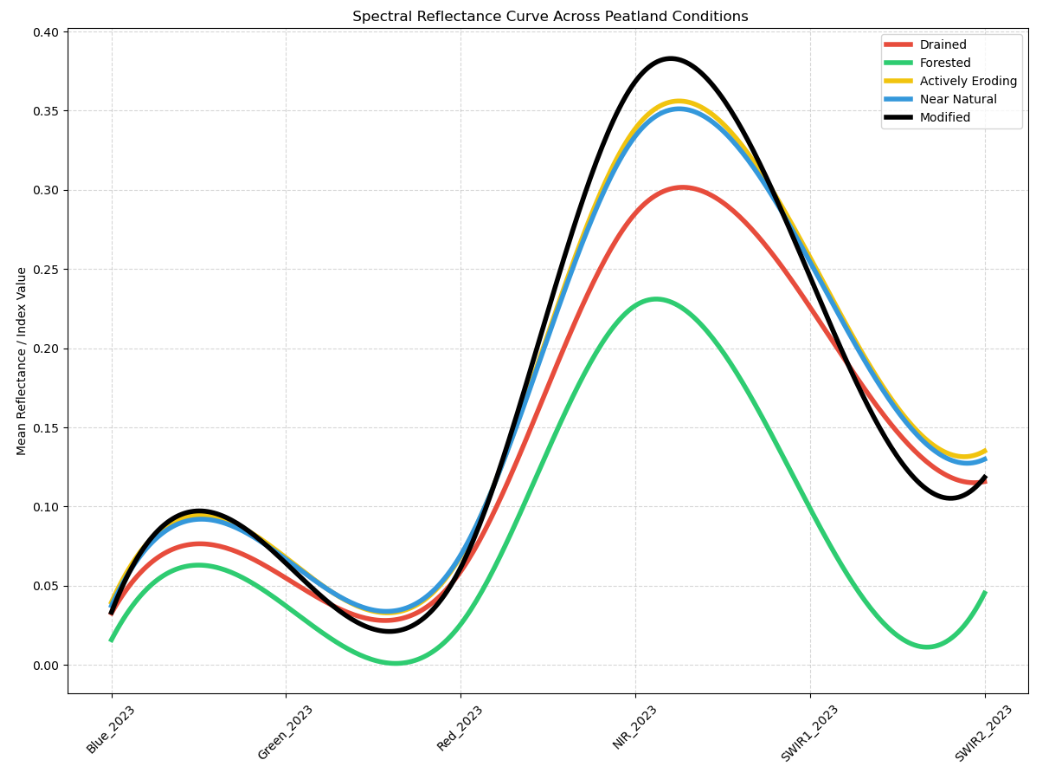 Spectral Reflectance Curve Across Peatland Conditions
Mean Reflectance / Index Value
0.40
0.35
0.30
0.25
0.20
0.15
0.10
0.05
0.00
Drained
Forested
Actively Eroding
Near Natural
Modified
Blue_2023
Green_2023
Red_2023
NIR_2023
SWIR1_2023
SWIR2_2023